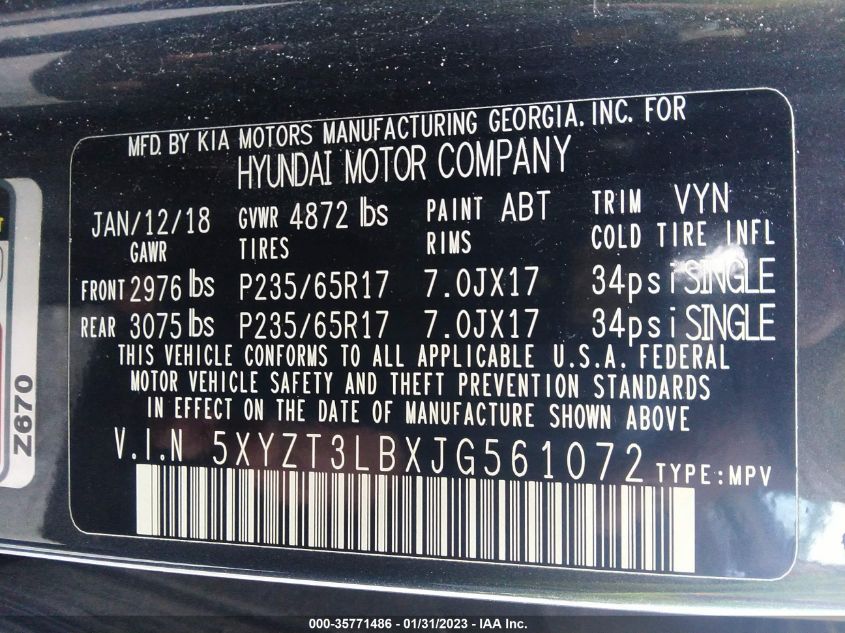 MFD. BY KIA MOTORS MANUFACTURING GEORGIA. INC. FOR
HYUNDAI MOTOR COMPANY
JAN/12/18 GVWR 4872 lbs PAINT ABT TRIM VYN
GAWR TIRES RIMS COLD TIRE INFL
FRONT 2976 lbs P235/65R17 7.0JX17 34psi SINGLE
REAR 3075 lbs P235/65R17 7.0JX17 34psi SINGLE
THIS VEHICLE CONFORMS TO ALL APPLICABLE U.S.A. FEDERAL
MOTOR VEHICLE SAFETY AND THEFT PREVENTION STANDARDS
IN EFFECT ON THE DATE OF MANUFACTURE SHOWN ABOVE
V.I.N 5XYZT3LBXJG561072 TYPE:MPV
Z670
000-35771486 - 01/31/2023 - IAA Inc.